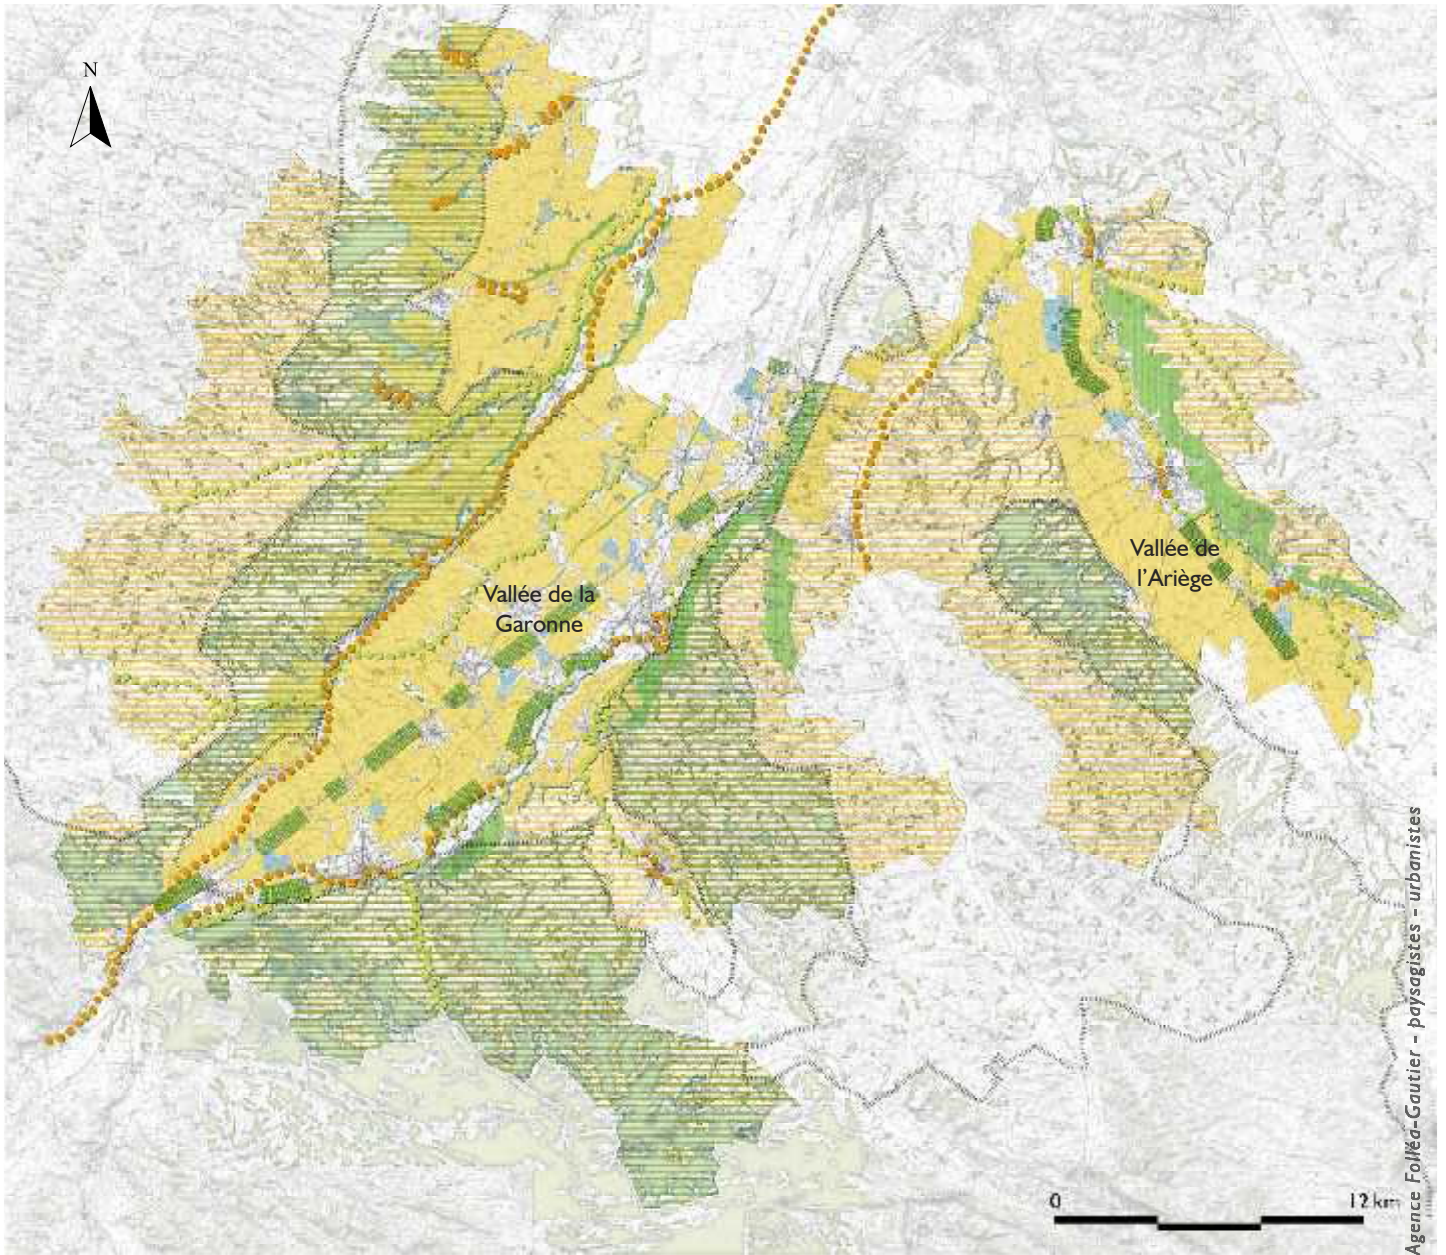 N
Vallée de la
Garonne
Vallée de
l'Ariège
0
12 km
Agence Folléa-Gautier - paysagistes - urbanistes